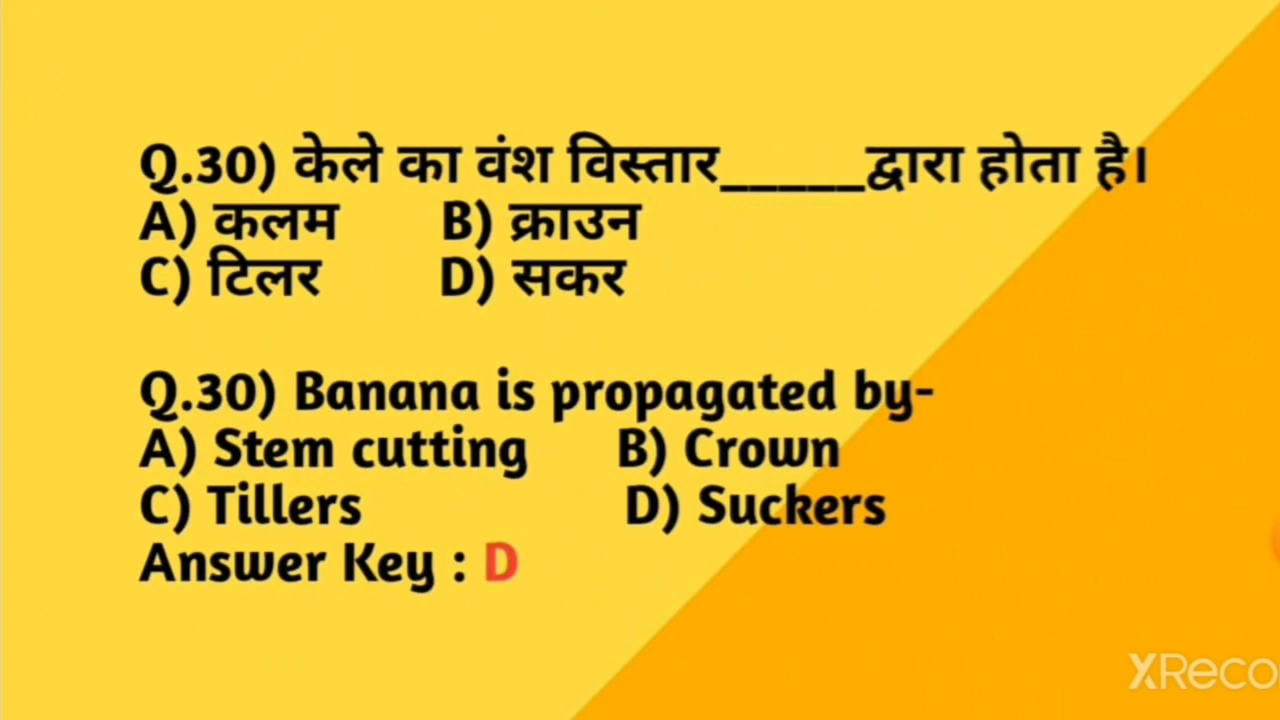 Q.30) केले का वंश विस्तार_____द्वारा होता है।
A) कलम B) क्राउन
C) टिलर D) सकर
Q.30) Banana is propagated by-
A) Stem cutting B) Crown
C) Tillers D) Suckers
Answer Key : D
XReco